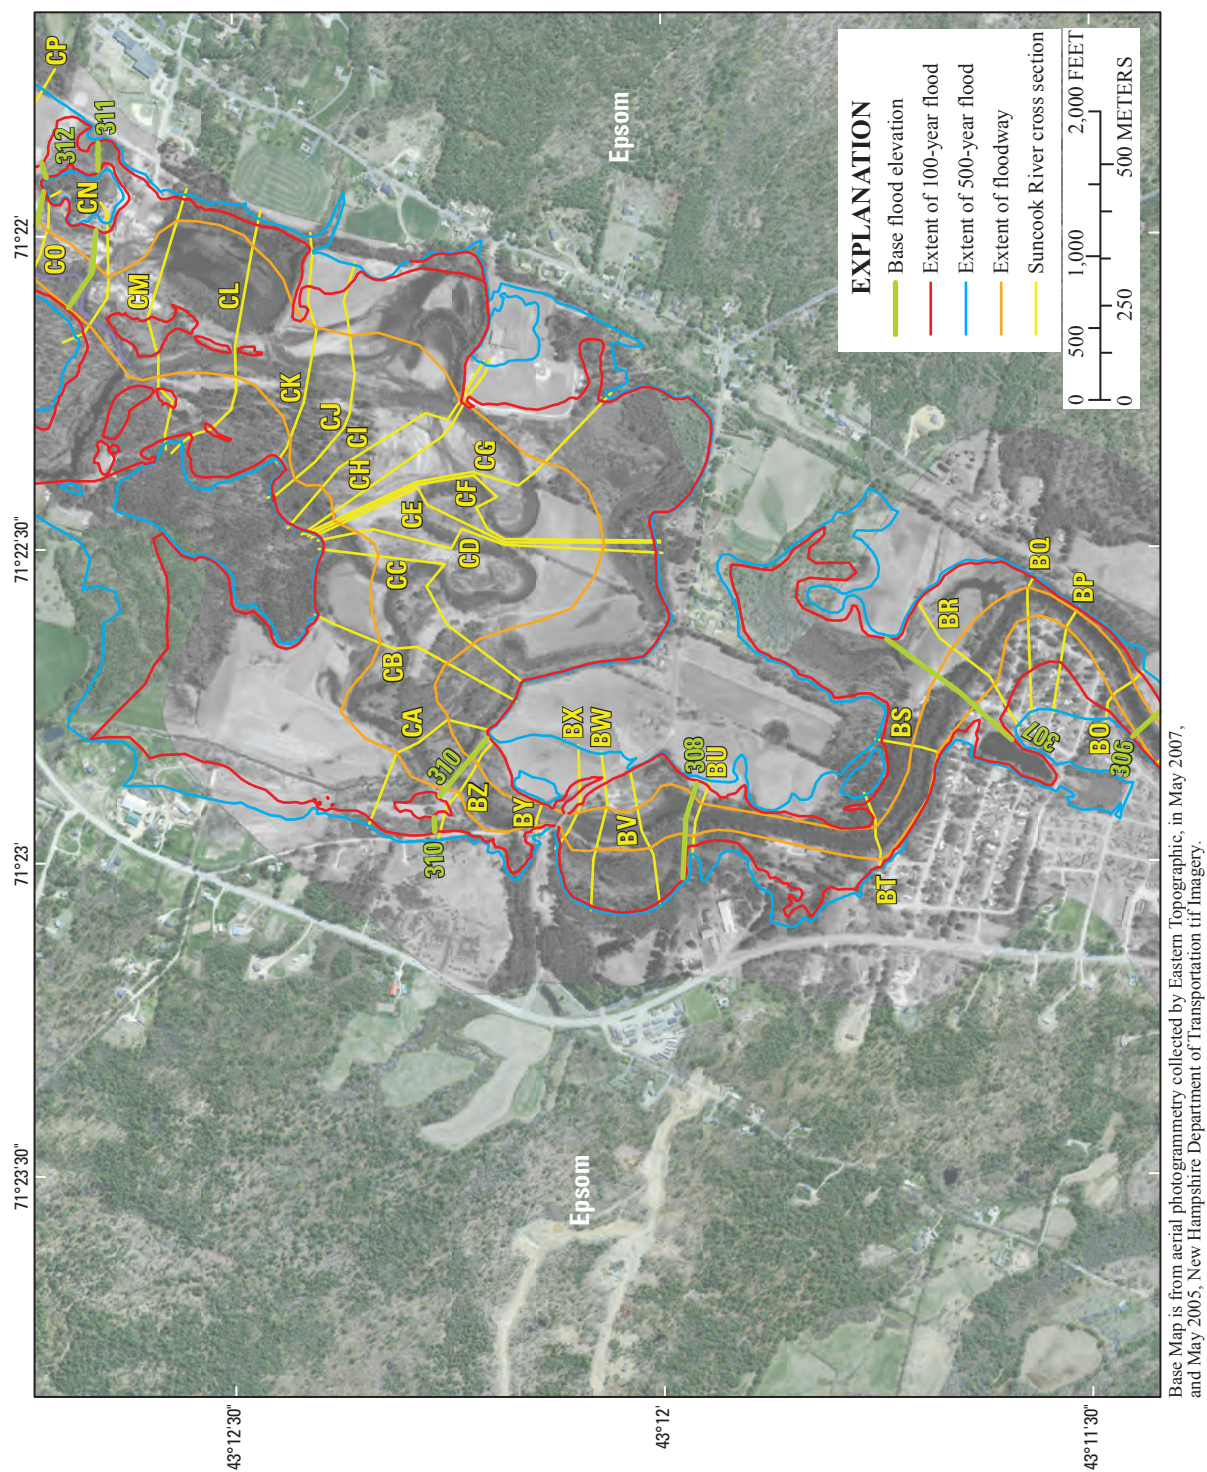 CP
312
311
CN
CO
CM
CL
CK
CJ
CI
CH
CG
CF
CE
CD
CC
CB
CA
310
310
BZ
BY
BX
BW
BV
308
BU
BT
BS
BR
BQ
BP
BO
307
306
Epsom
Epsom
71°22'
71°22'30"
71°23'
71°23'30"
43°12'30"
43°12'
43°11'30"
EXPLANATION
Base flood elevation
Extent of 100-year flood
Extent of 500-year flood
Extent of floodway
Suncook River cross section
0 500 1,000 2,000 FEET
0 250 500 METERS
Base Map is from aerial photogrammetry collected by Eastern Topographic, in May 2007,
and May 2005, New Hampshire Department of Transportation tif Imagery.